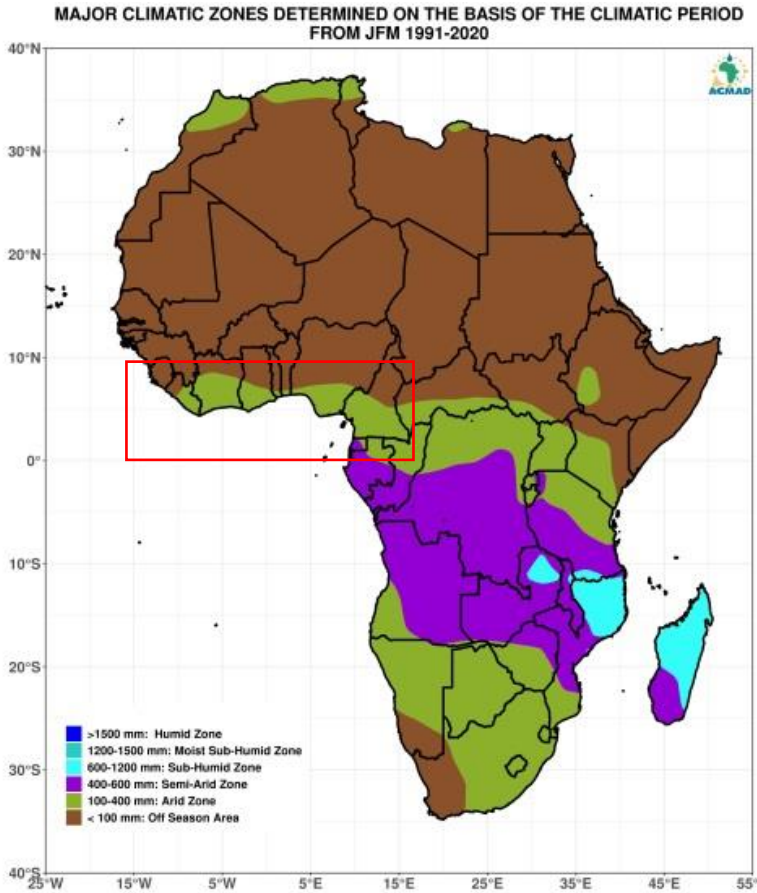 MAJOR CLIMATIC ZONES DETERMINED ON THE BASIS OF THE CLIMATIC PERIOD
FROM JFM 1991-2020
ACMAD
40°N
30°N
20°N
10°N
0°
10°S
20°S
30°S
40°S
>1500 mm: Humid Zone
1200-1500 mm: Moist Sub-Humid Zone
600-1200 mm: Sub-Humid Zone
400-600 mm: Semi-Arid Zone
100-400 mm: Arid Zone
< 100 mm: Off Season Area
25°W 15°W 5°W 5°E 15°E 25°E 35°E 45°E 55°